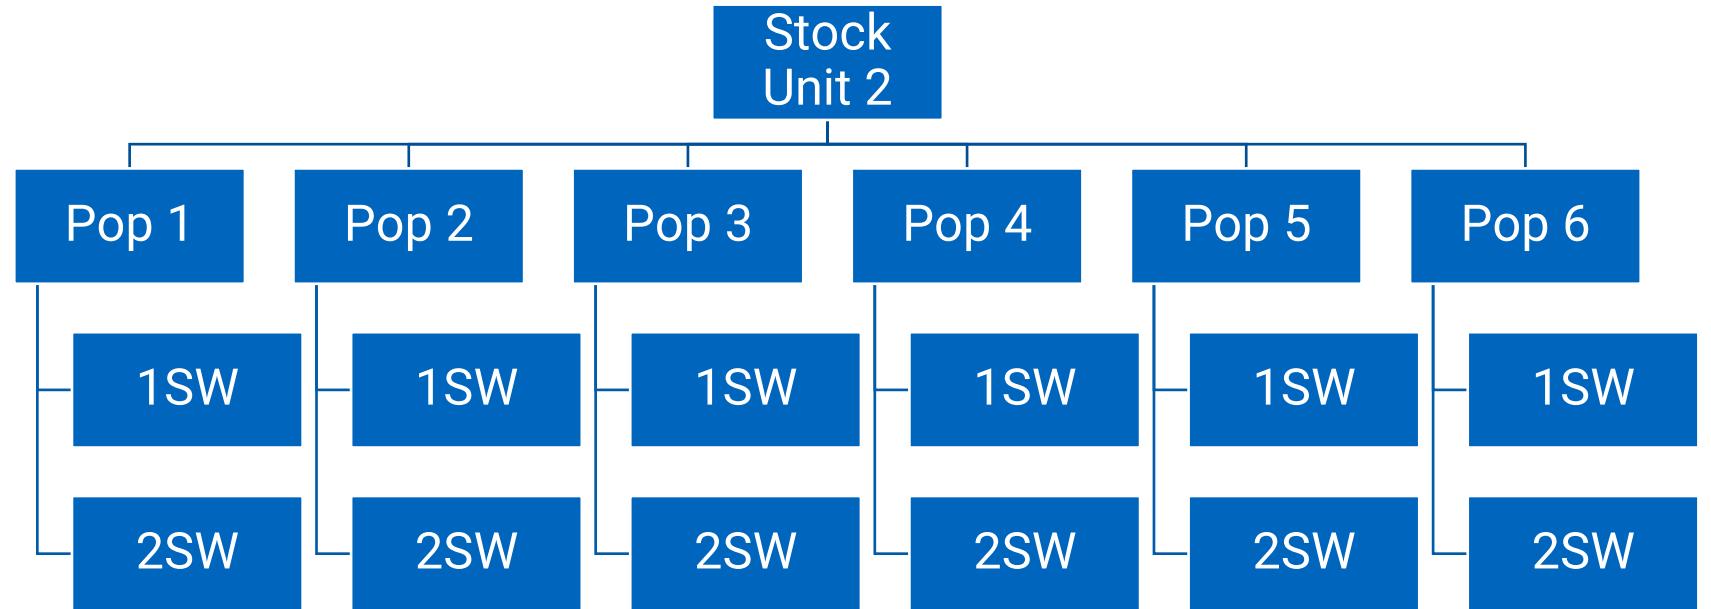 Stock
Unit 2
Pop 1
Pop 2
Pop 3
Pop 4
Pop 5
Pop 6
1SW
1SW
1SW
1SW
1SW
1SW
2SW
2SW
2SW
2SW
2SW
2SW